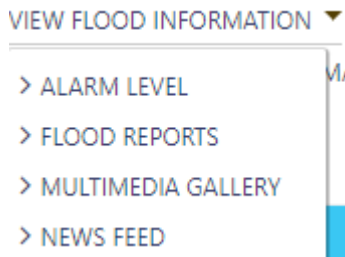 VIEW FLOOD INFORMATION
> ALARM LEVEL
> FLOOD REPORTS
> MULTIMEDIA GALLERY
> NEWS FEED